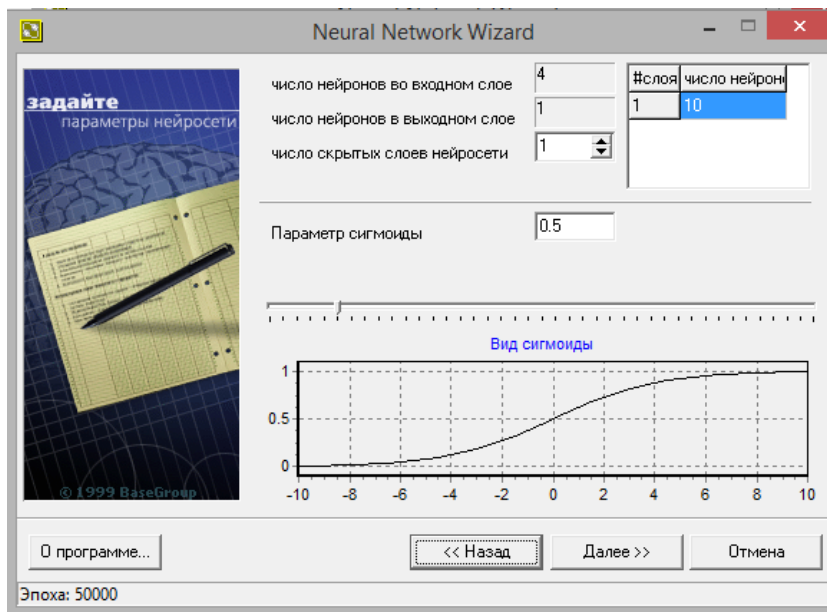 Neural Network Wizard
задайте
параметры нейросети
© 1999 BaseGroup
число нейронов во входном слое
4
число нейронов в выходном слое
1
число скрытых слоев нейросети
1
#слоя число нейрон
1 10
Параметр сигмоиды
0.5
Вид сигмоиды
1
0.5
0
-10 -8 -6 -4 -2 0 2 4 6 8 10
О программе...
<< Назад
Далее >>
Отмена
Эпоха: 50000